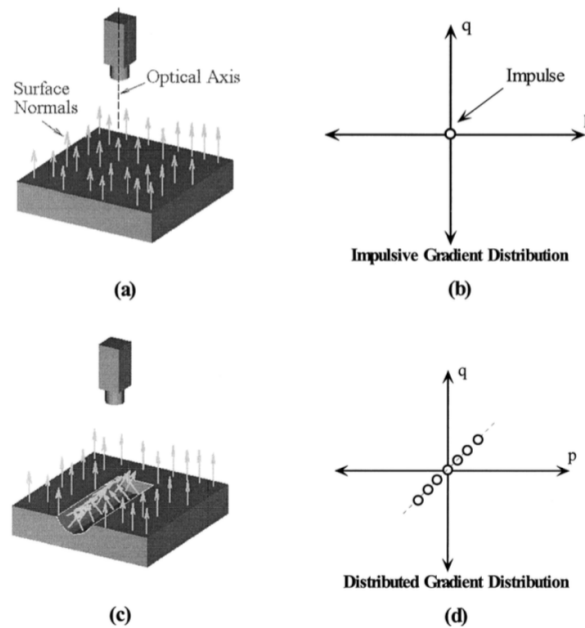 Surface
Normals
Optical Axis
q
Impulse
Impulsive Gradient Distribution
(a)
(b)
q
p
Distributed Gradient Distribution
(c)
(d)